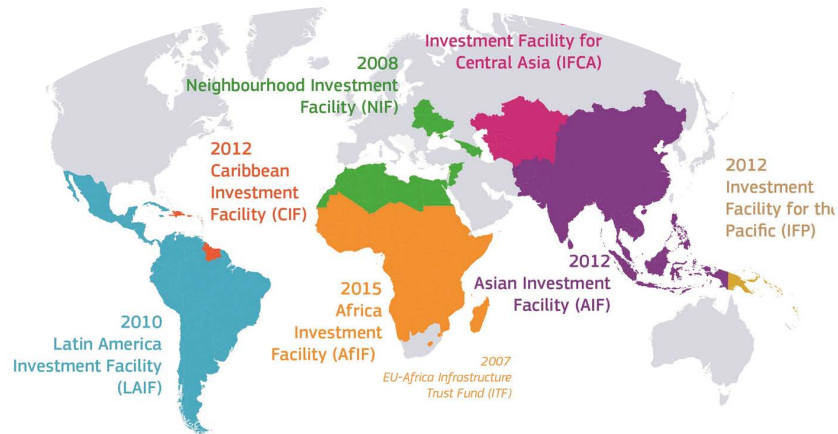 Investment Facility for
Central Asia (IFCA)
2008
Neighbourhood Investment
Facility (NIF)
2012
Caribbean
Investment
Facility (CIF)
2012
Investment
Facility for the
Pacific (IFP)
2012
Asian Investment
Facility (AIF)
2015
Africa
Investment
Facility (AfIF)
2010
Latin America
Investment Facility
(LAIF)
2007
EU-Africa Infrastructure
Trust Fund (ITF)